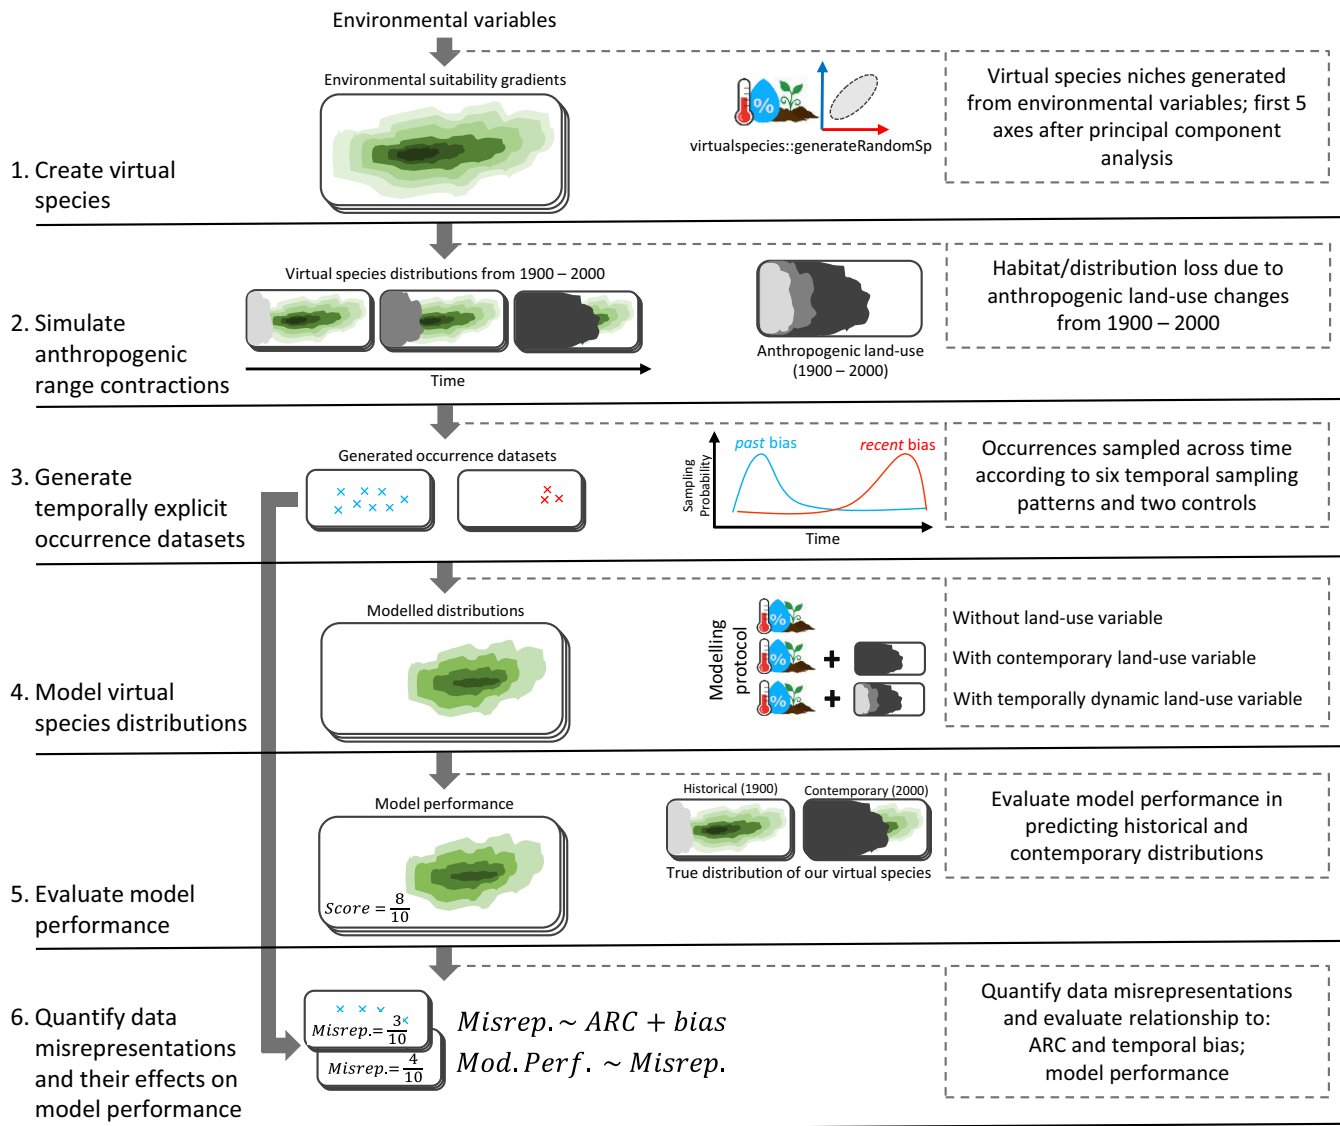 Environmental variables
Environmental suitability gradients
%
virtualspecies::generateRandomSp
Virtual species niches generated
from environmental variables; first 5
axes after principal component
analysis
1. Create virtual
species
Virtual species distributions from 1900 – 2000
Time
Anthropogenic land-use
(1900 – 2000)
Habitat/distribution loss due to
anthropogenic land-use changes
from 1900 – 2000
2. Simulate
anthropogenic
range contractions
Generated occurrence datasets
Sampling
Probability
past bias
recent bias
Time
Occurrences sampled across time
according to six temporal sampling
patterns and two controls
3. Generate
temporally explicit
occurrence datasets
Modelled distributions
Modelling
protocol
%
Without land-use variable
%
+
With contemporary land-use variable
%
+
With temporally dynamic land-use variable
4. Model virtual
species distributions
Model performance
Score = 8/10
Historical (1900)
Contemporary (2000)
True distribution of our virtual species
Evaluate model performance in
predicting historical and
contemporary distributions
5. Evaluate model
performance
Misrep.= 3/10
Misrep.= 4/10
Misrep. ~ ARC + bias
Mod. Perf. ~ Misrep.
Quantify data misrepresentations
and evaluate relationship to:
ARC and temporal bias;
model performance
6. Quantify data
misrepresentations
and their effects on
model performance